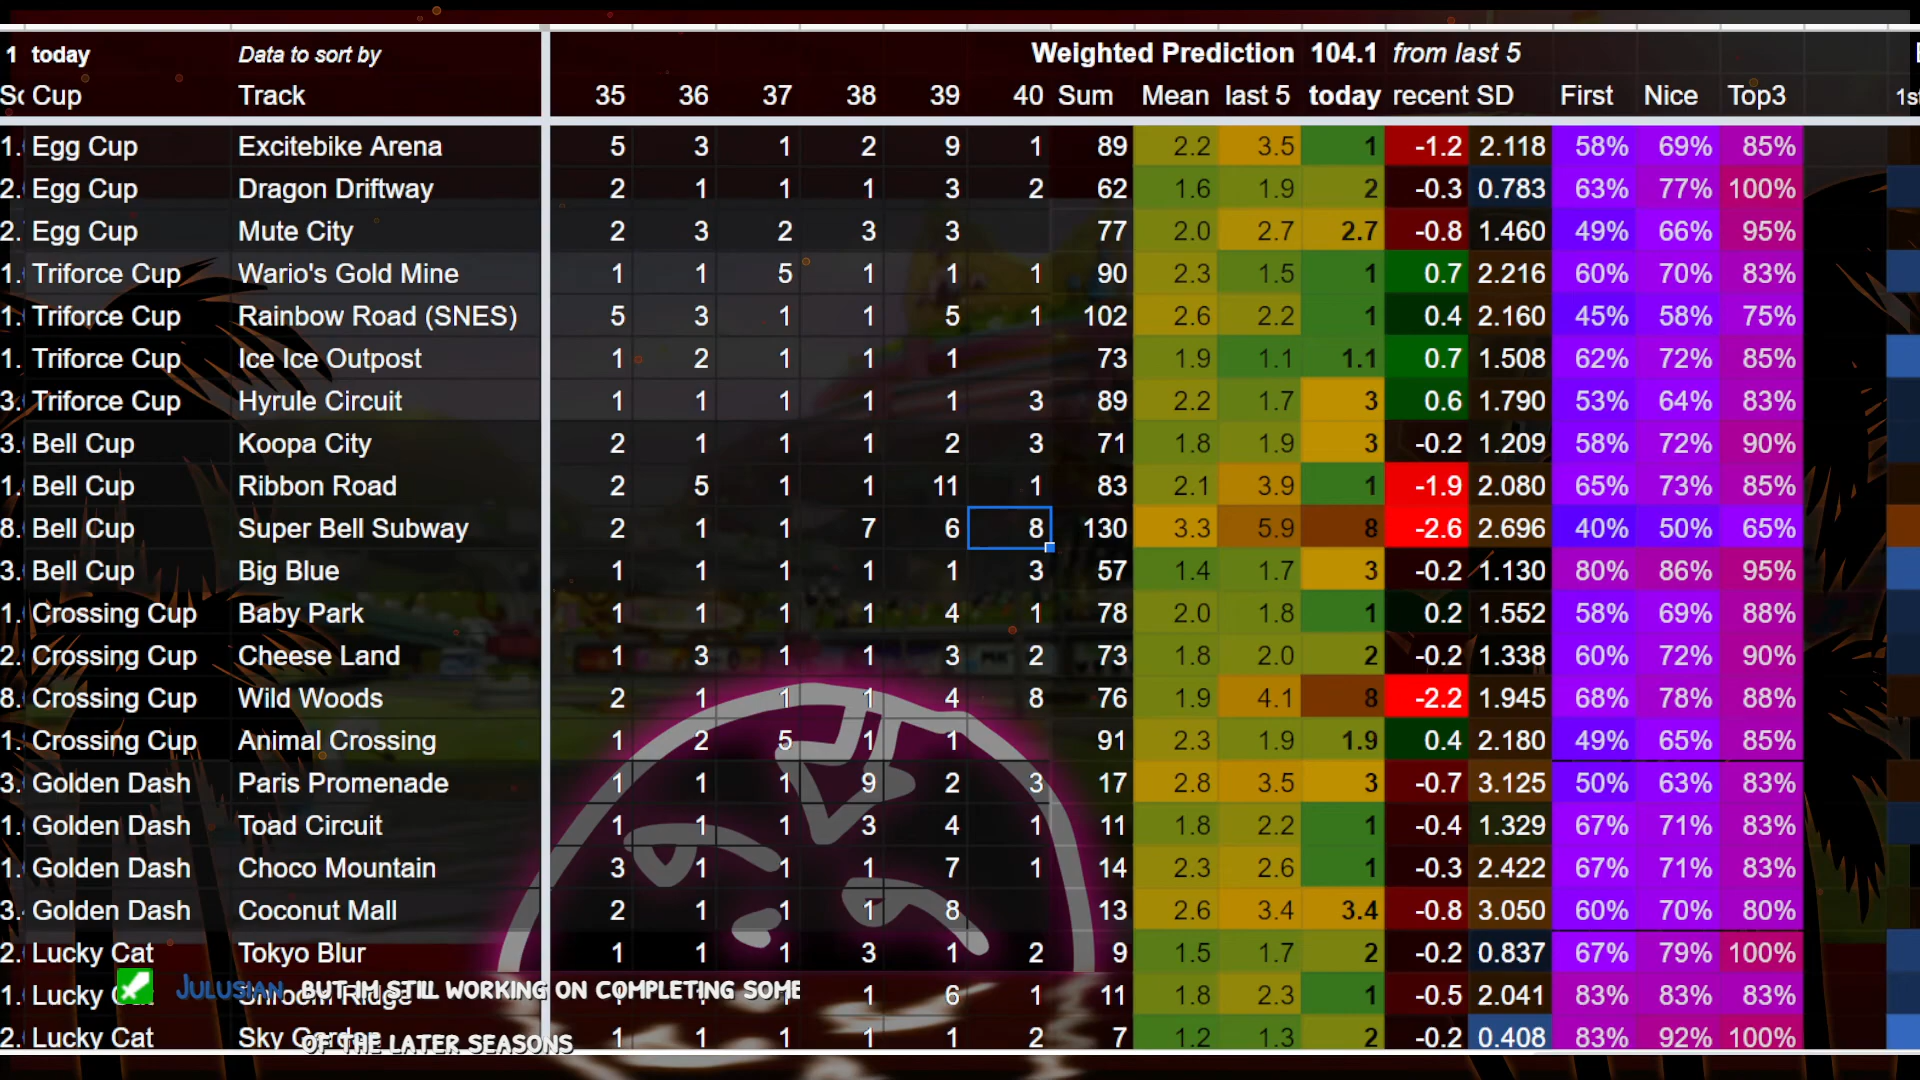 1 today Data to sort by Weighted Prediction 104.1 from last 5
Cup Track 35 36 37 38 39 40 Sum Mean last 5 today recent SD First Nice Top3
1. Egg Cup Excitebike Arena 5 3 1 2 9 1 89 2.2 3.5 1 -1.2 2.118 58% 69% 85%
2. Egg Cup Dragon Driftway 2 1 1 1 3 2 62 1.6 1.9 2 -0.3 0.783 63% 77% 100%
2. Egg Cup Mute City 2 3 2 3 3 77 2.0 2.7 2.7 -0.8 1.460 49% 66% 95%
1. Triforce Cup Wario's Gold Mine 1 1 5 1 1 1 90 2.3 1.5 1 0.7 2.216 60% 70% 83%
1. Triforce Cup Rainbow Road (SNES) 5 3 1 1 5 1 102 2.6 2.2 1 0.4 2.160 45% 58% 75%
1. Triforce Cup Ice Ice Outpost 1 2 1 1 1 73 1.9 1.1 1.1 0.7 1.508 62% 72% 85%
3. Triforce Cup Hyrule Circuit 1 1 1 1 1 3 89 2.2 1.7 3 0.6 1.790 53% 64% 83%
3. Bell Cup Koopa City 2 1 1 1 2 3 71 1.8 1.9 3 -0.2 1.209 58% 72% 90%
1. Bell Cup Ribbon Road 2 5 1 1 11 1 83 2.1 3.9 1 -1.9 2.080 65% 73% 85%
8. Bell Cup Super Bell Subway 2 1 1 7 6 8 130 3.3 5.9 8 -2.6 2.696 40% 50% 65%
3. Bell Cup Big Blue 1 1 1 1 1 3 57 1.4 1.7 3 -0.2 1.130 80% 86% 95%
1. Crossing Cup Baby Park 1 1 1 1 4 1 78 2.0 1.8 1 0.2 1.552 58% 69% 88%
2. Crossing Cup Cheese Land 1 3 1 1 3 2 73 1.8 2.0 2 -0.2 1.338 60% 72% 90%
8. Crossing Cup Wild Woods 2 1 1 1 4 8 76 1.9 4.1 8 -2.2 1.945 68% 78% 88%
1. Crossing Cup Animal Crossing 1 2 5 1 1 91 2.3 1.9 1.9 0.4 2.180 49% 65% 85%
3. Golden Dash Paris Promenade 1 1 1 9 2 3 17 2.8 3.5 3 -0.7 3.125 50% 63% 83%
1. Golden Dash Toad Circuit 1 1 1 3 4 1 11 1.8 2.2 1 -0.4 1.329 67% 71% 83%
1. Golden Dash Choco Mountain 3 1 1 1 7 1 14 2.3 2.6 1 -0.3 2.422 67% 71% 83%
3. Golden Dash Coconut Mall 2 1 1 1 8 13 2.6 3.4 3.4 -0.8 3.050 60% 70% 80%
2. Lucky Cat Tokyo Blur 1 1 1 3 1 2 9 1.5 1.7 2 -0.2 0.837 67% 79% 100%
1. Lucky 1 1 1 1 6 1 11 1.8 2.3 1 -0.5 2.041 83% 83% 83%
JULUSIAN BUT IM STILL WORKING ON COMPLETING SOME
2. Lucky Cat Sky Garden 1 1 1 1 1 2 7 1.2 1.3 2 -0.2 0.408 83% 92% 100%
OF THE LATER SEASONS